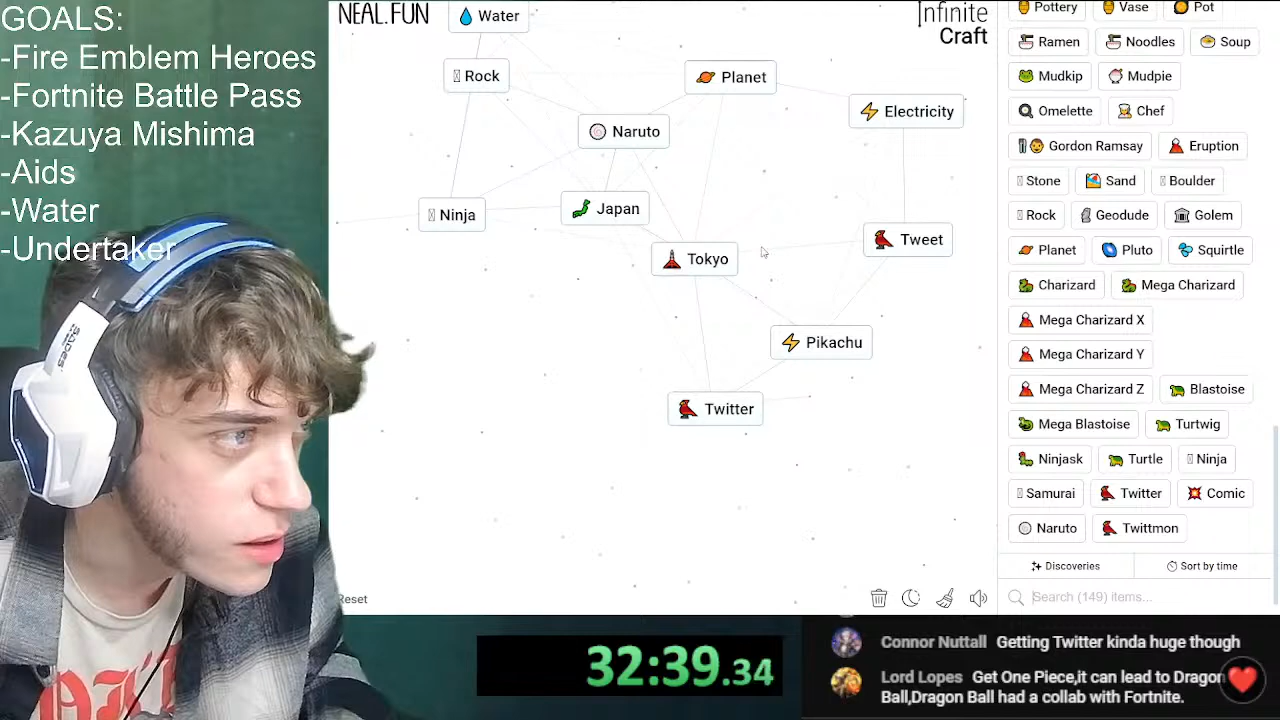 GOALS:
-Fire Emblem Heroes
-Fortnite Battle Pass
-Kazuya Mishima
-Aids
-Water
-Undertaker
NEAL.FUN
Infinite
Craft
Water
Rock
Planet
Electricity
Naruto
Ninja
Japan
Tokyo
Tweet
Pikachu
Twitter
Reset
Pottery
Vase
Pot
Ramen
Noodles
Soup
Mudkip
Mudpie
Omelette
Chef
Gordon Ramsay
Eruption
Stone
Sand
Boulder
Rock
Geodude
Golem
Planet
Pluto
Squirtle
Charizard
Mega Charizard
Mega Charizard X
Mega Charizard Y
Mega Charizard Z
Blastoise
Mega Blastoise
Turtwig
Ninjask
Turtle
Ninja
Samurai
Twitter
Comic
Naruto
Twittmon
Discoveries
Sort by time
Search (149) items...
32:39.34
Connor Nuttall Getting Twitter kinda huge though
Lord Lopes Get One Piece,it can lead to Dragon
Ball,Dragon Ball had a collab with Fortnite.